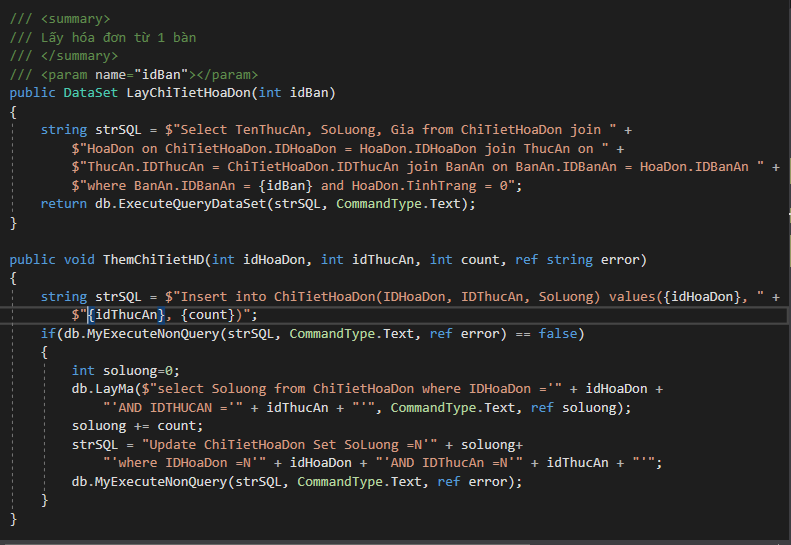 /// <summary>
/// Lấy hóa đơn từ 1 bàn
/// </summary>
/// <param name="idBan"></param>
public DataSet LayChiTietHoaDon(int idBan)
{
string strSQL = $"Select TenThucAn, SoLuong, Gia from ChiTietHoaDon join " +
$"HoaDon on ChiTietHoaDon.IDHoaDon = HoaDon.IDHoaDon join ThucAn on " +
$"ThucAn.IDThucAn = ChiTietHoaDon.IDThucAn join BanAn on BanAn.IDBanAn = HoaDon.IDBanAn " +
$"where BanAn.IDBanAn = {idBan} and HoaDon.TinhTrang = 0";
return db.ExecuteQueryDataSet(strSQL, CommandType.Text);
}
public void ThemChiTietHD(int idHoaDon, int idThucAn, int count, ref string error)
{
string strSQL = $"Insert into ChiTietHoaDon(IDHoaDon, IDThucAn, SoLuong) values({idHoaDon}, " +
$"{idThucAn}, {count})";
if(db.MyExecuteNonQuery(strSQL, CommandType.Text, ref error) == false)
{
int soluong=0;
db.LayMa($"select Soluong from ChiTietHoaDon where IDHoaDon ='" + idHoaDon +
"'AND IDTHUCAN ='" + idThucAn + "'", CommandType.Text, ref soluong);
soluong += count;
strSQL = "Update ChiTietHoaDon Set SoLuong =N'" + soluong+
"'where IDHoaDon =N'" + idHoaDon + "'AND IDThucAn =N'" + idThucAn + "'";
db.MyExecuteNonQuery(strSQL, CommandType.Text, ref error);
}
}